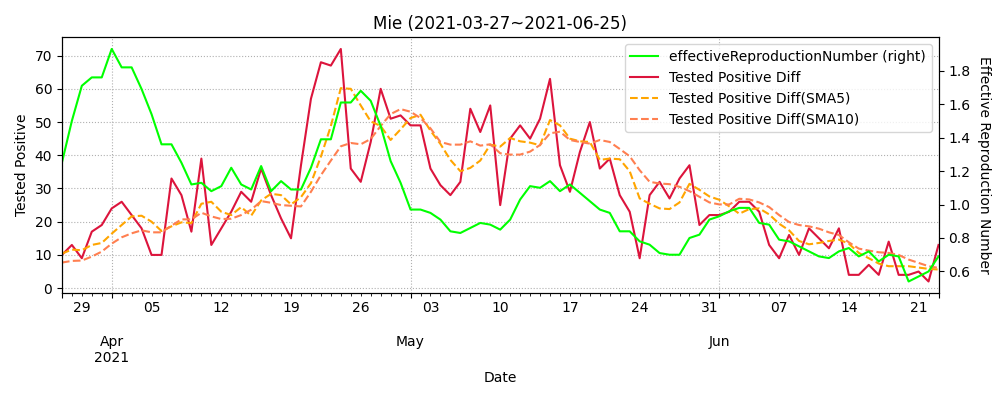 Mie (2021-03-27~2021-06-25)
effectiveReproductionNumber (right)
Tested Positive Diff
Tested Positive Diff(SMA5)
Tested Positive Diff(SMA10)
Tested Positive
70
60
50
40
30
20
10
0
1.8
1.6
1.4
1.2
1.0
0.8
0.6
Effective Reproduction Number
29 05 12 19 26 03 10 17 24 31 07 14 21
Apr May Jun
2021
Date